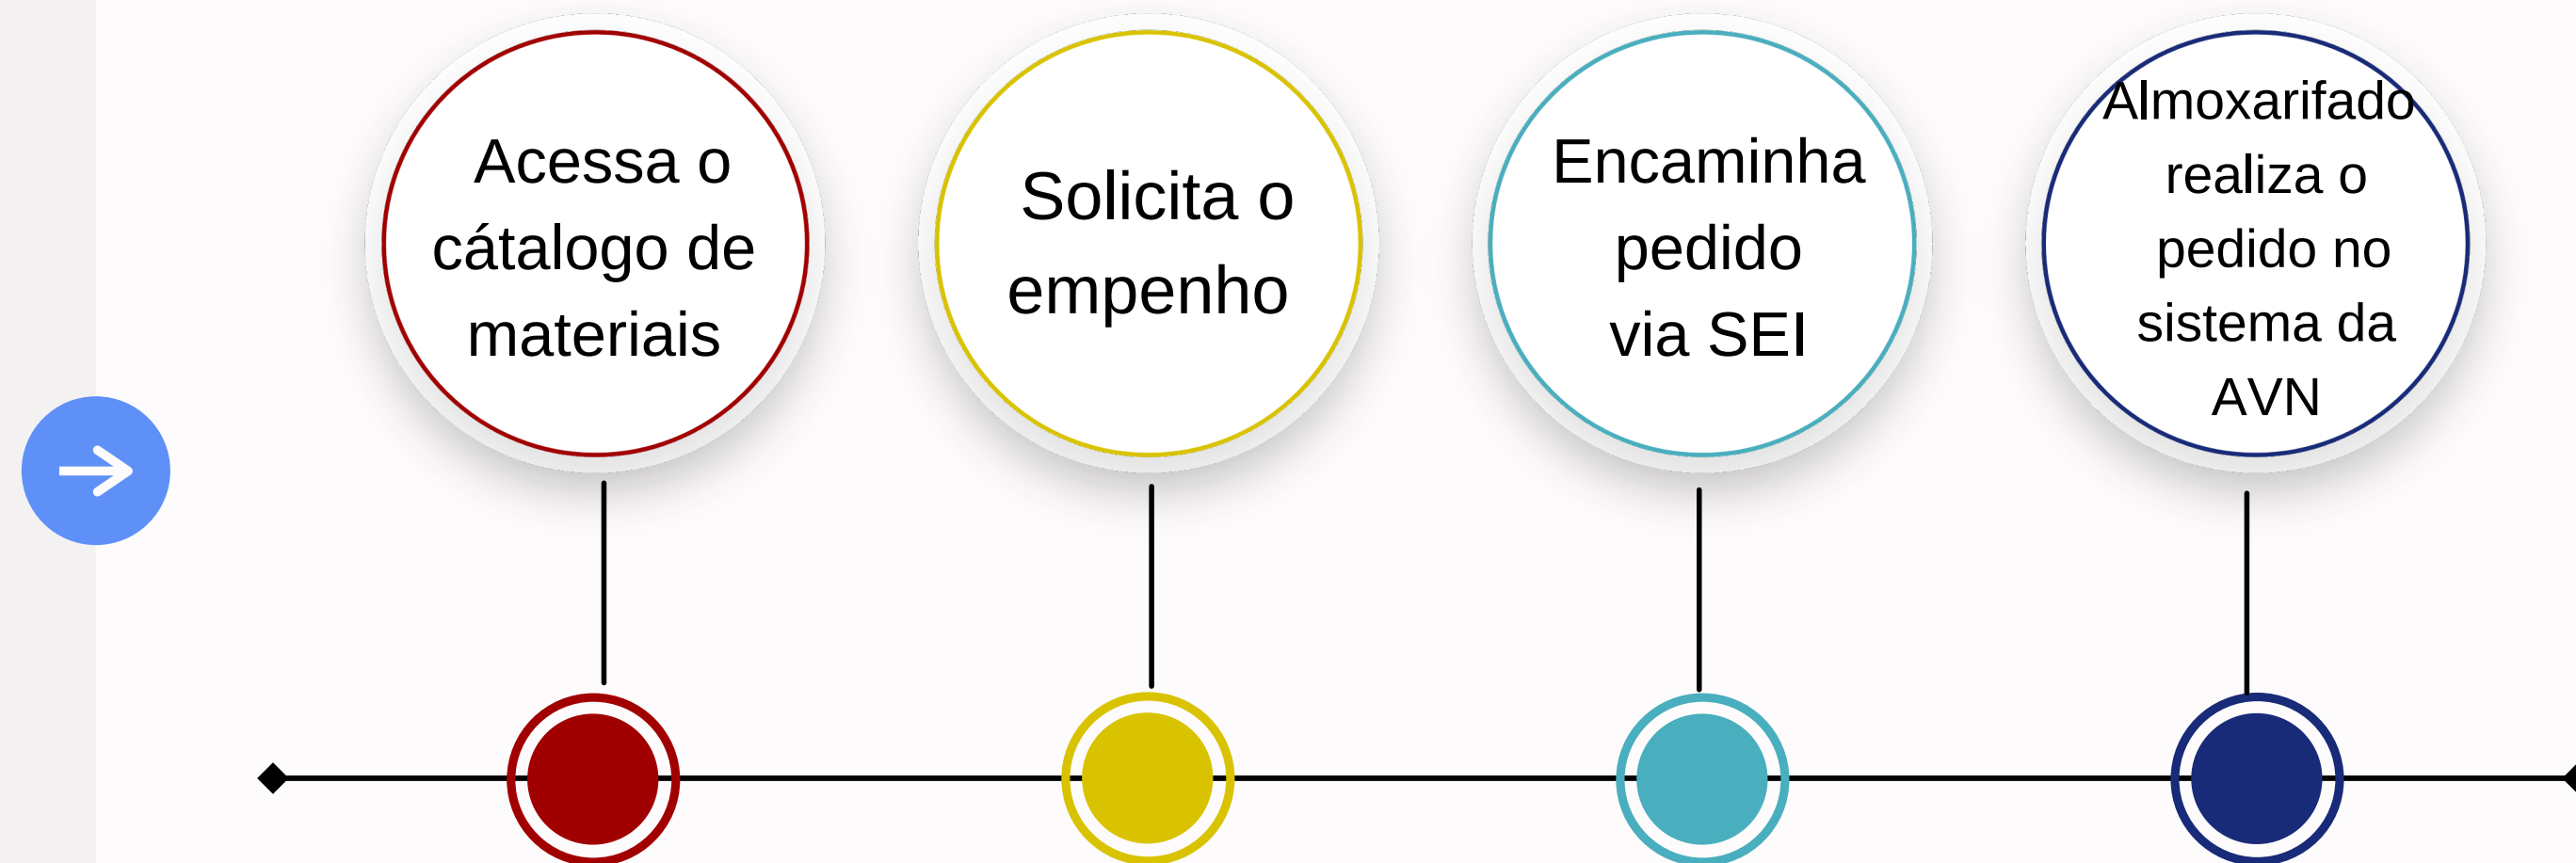 Acessa o
cátalogo de
materiais
Solicita o
empenho
Encaminha
pedido
via SEI
Almoxarifado
realiza o
pedido no
sistema da
AVN